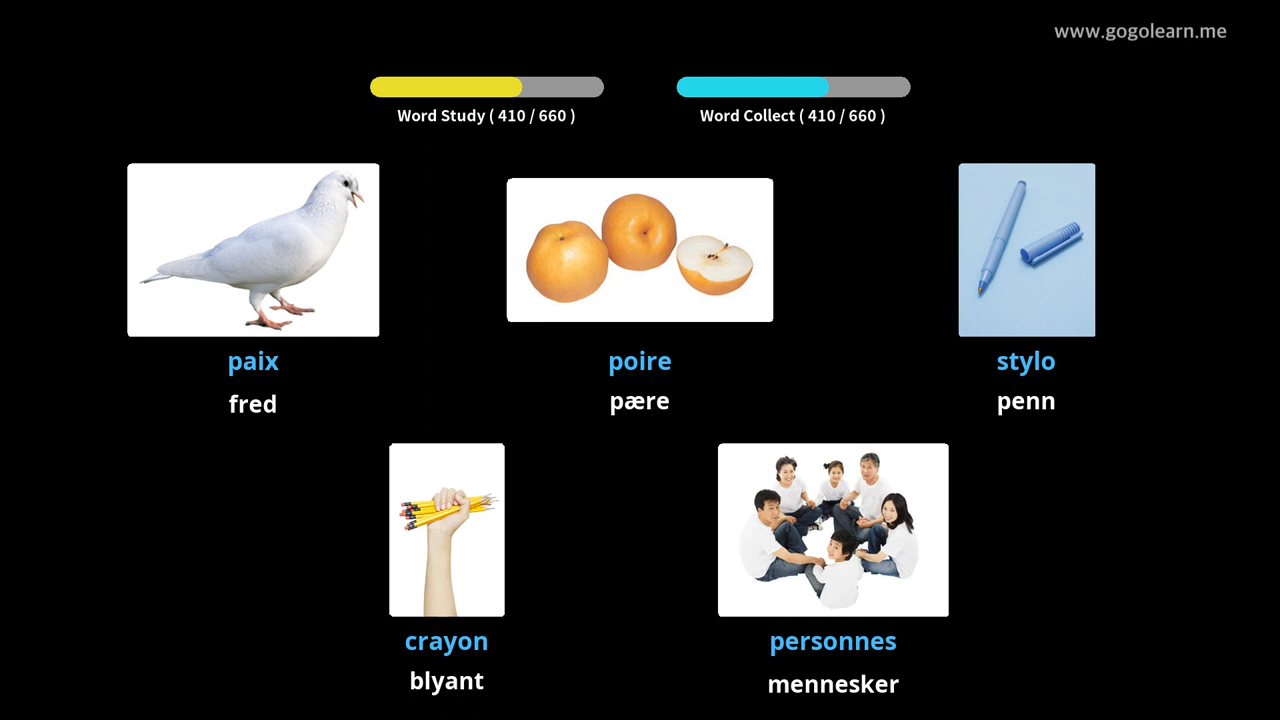 www.gogolearn.me
Word Study ( 410 / 660 )
Word Collect ( 410 / 660 )
paix
poire
stylo
fred
pære
penn
crayon
personnes
blyant
mennesker